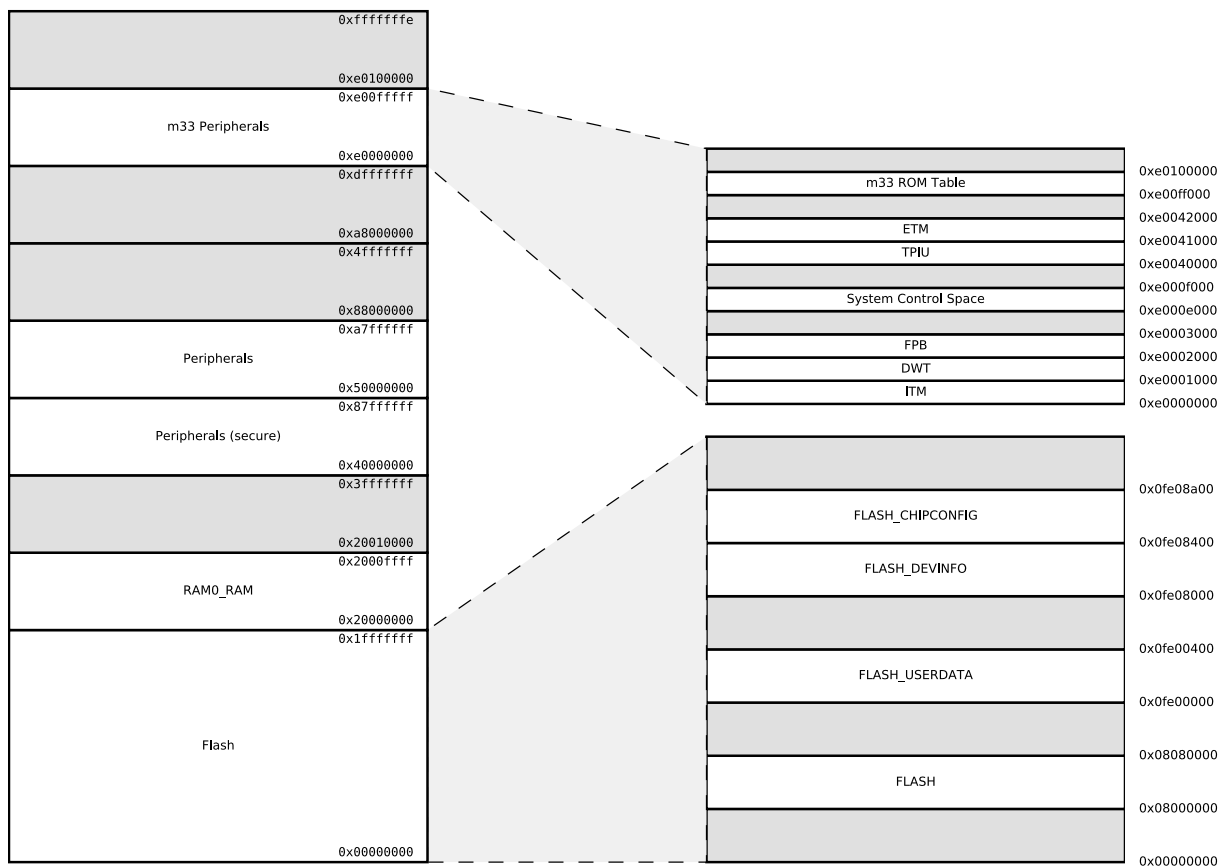 0xfffffffe
0xe0100000
0xe00fffff
m33 Peripherals
0xe0000000
0xdfffffff
0xa8000000
0x4fffffff
0x88000000
0xa7ffffff
Peripherals
0x50000000
0x87ffffff
Peripherals (secure)
0x40000000
0x3fffffff
0x20010000
0x2000ffff
RAM0_RAM
0x20000000
0x1fffffff
Flash
0x00000000
0xe0100000
m33 ROM Table
0xe00ff000
0xe0042000
ETM
0xe0041000
TPIU
0xe0040000
0xe000f000
System Control Space
0xe000e000
0xe0003000
FPB
0xe0002000
DWT
0xe0001000
ITM
0xe0000000
0x0fe08a00
FLASH_CHIPCONFIG
0x0fe08400
FLASH_DEVINFO
0x0fe08000
0x0fe00400
FLASH_USERDATA
0x0fe00000
0x08080000
FLASH
0x08000000
0x00000000